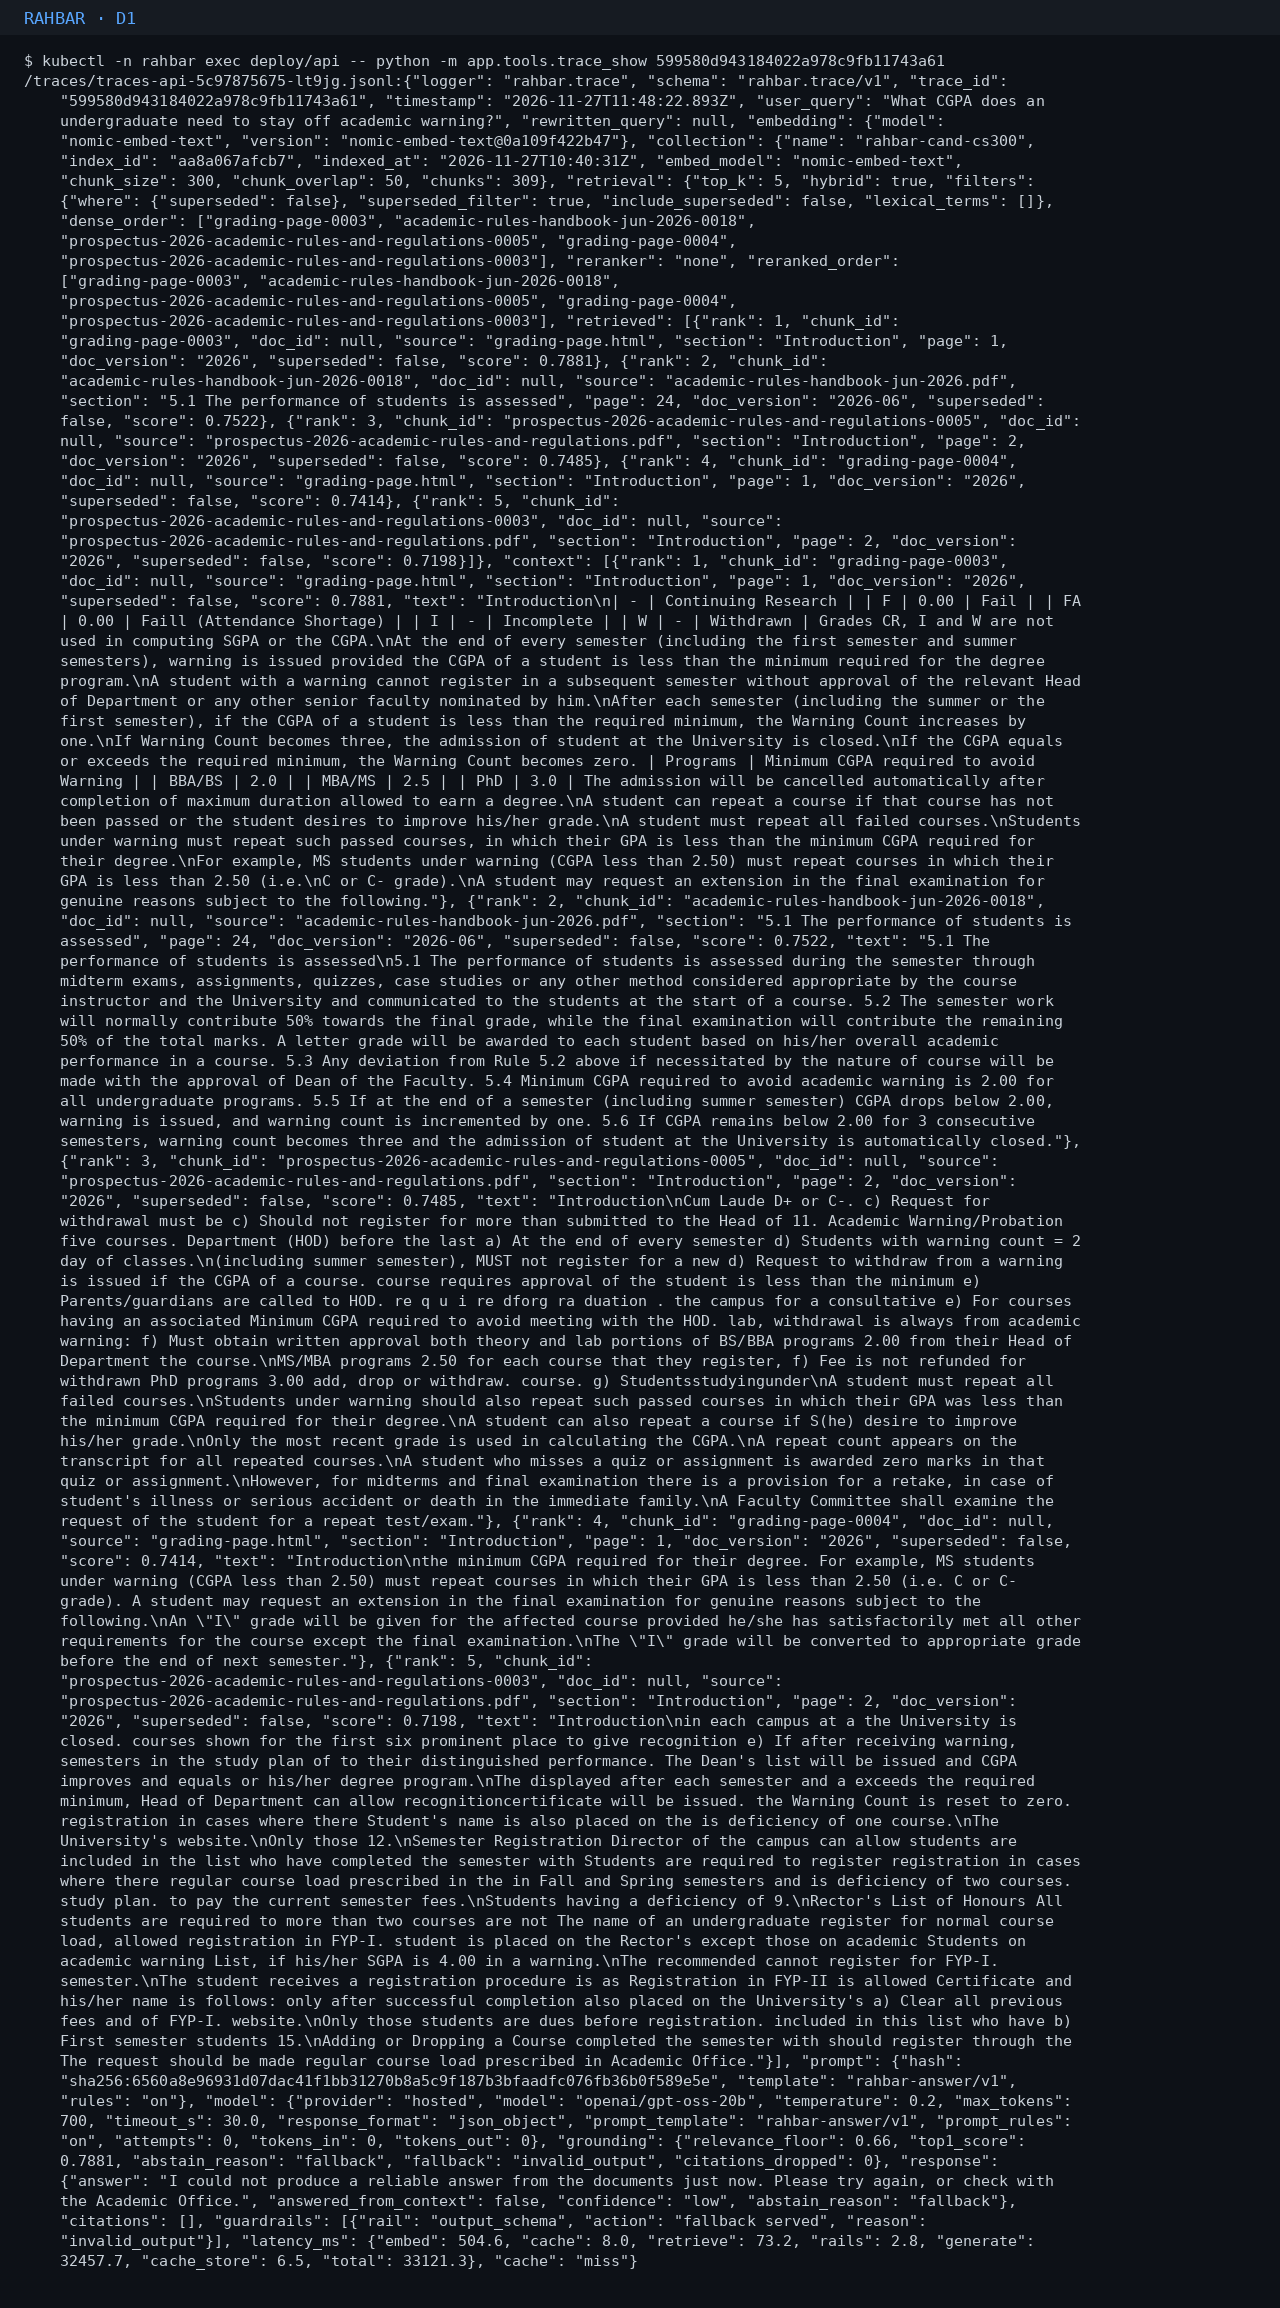 RAHBAR · D1
$ kubectl -n rahbar exec deploy/api -- python -m app.tools.trace_show 599580d943184022a978c9fb11743a61
/traces/traces-api-5c97875675-lt9jg.jsonl:{"logger": "rahbar.trace", "schema": "rahbar.trace/v1", "trace_id":
"599580d943184022a978c9fb11743a61", "timestamp": "2026-11-27T11:48:22.893Z", "user_query": "What CGPA does an
undergraduate need to stay off academic warning?", "rewritten_query": null, "embedding": {"model":
"nomic-embed-text", "version": "nomic-embed-text@0a109f422b47"}, "collection": {"name": "rahbar-cand-cs300",
"index_id": "aa8a067afcb7", "indexed_at": "2026-11-27T10:40:31Z", "embed_model": "nomic-embed-text",
"chunk_size": 300, "chunk_overlap": 50, "chunks": 309}, "retrieval": {"top_k": 5, "hybrid": true, "filters":
{"where": {"superseded": false}, "superseded_filter": true, "include_superseded": false, "lexical_terms": []},
"dense_order": ["grading-page-0003", "academic-rules-handbook-jun-2026-0018",
"prospectus-2026-academic-rules-and-regulations-0005", "grading-page-0004",
"prospectus-2026-academic-rules-and-regulations-0003"], "reranker": "none", "reranked_order":
["grading-page-0003", "academic-rules-handbook-jun-2026-0018",
"prospectus-2026-academic-rules-and-regulations-0005", "grading-page-0004",
"prospectus-2026-academic-rules-and-regulations-0003"], "retrieved": [{"rank": 1, "chunk_id":
"grading-page-0003", "doc_id": null, "source": "grading-page.html", "section": "Introduction", "page": 1,
"doc_version": "2026", "superseded": false, "score": 0.7881}, {"rank": 2, "chunk_id":
"academic-rules-handbook-jun-2026-0018", "doc_id": null, "source": "academic-rules-handbook-jun-2026.pdf",
"section": "5.1 The performance of students is assessed", "page": 24, "doc_version": "2026-06", "superseded":
false, "score": 0.7522}, {"rank": 3, "chunk_id": "prospectus-2026-academic-rules-and-regulations-0005", "doc_id":
null, "source": "prospectus-2026-academic-rules-and-regulations.pdf", "section": "Introduction", "page": 2,
"doc_version": "2026", "superseded": false, "score": 0.7485}, {"rank": 4, "chunk_id": "grading-page-0004",
"doc_id": null, "source": "grading-page.html", "section": "Introduction", "page": 1, "doc_version": "2026",
"superseded": false, "score": 0.7414}, {"rank": 5, "chunk_id":
"prospectus-2026-academic-rules-and-regulations-0003", "doc_id": null, "source":
"prospectus-2026-academic-rules-and-regulations.pdf", "section": "Introduction", "page": 2, "doc_version":
"2026", "superseded": false, "score": 0.7198}]}, "context": [{"rank": 1, "chunk_id": "grading-page-0003",
"doc_id": null, "source": "grading-page.html", "section": "Introduction", "page": 1, "doc_version": "2026",
"superseded": false, "score": 0.7881, "text": "Introduction\n| - | Continuing Research | | F | 0.00 | Fail | | FA
| 0.00 | Faill (Attendance Shortage) | | I | - | Incomplete | | W | - | Withdrawn | Grades CR, I and W are not
used in computing SGPA or the CGPA.\nAt the end of every semester (including the first semester and summer
semesters), warning is issued provided the CGPA of a student is less than the minimum required for the degree
program.\nA student with a warning cannot register in a subsequent semester without approval of the relevant Head
of Department or any other senior faculty nominated by him.\nAfter each semester (including the summer or the
first semester), if the CGPA of a student is less than the required minimum, the Warning Count increases by
one.\nIf Warning Count becomes three, the admission of student at the University is closed.\nIf the CGPA equals
or exceeds the required minimum, the Warning Count becomes zero. | Programs | Minimum CGPA required to avoid
Warning | | BBA/BS | 2.0 | | MBA/MS | 2.5 | | PhD | 3.0 | The admission will be cancelled automatically after
completion of maximum duration allowed to earn a degree.\nA student can repeat a course if that course has not
been passed or the student desires to improve his/her grade.\nA student must repeat all failed courses.\nStudents
under warning must repeat such passed courses, in which their GPA is less than the minimum CGPA required for
their degree.\nFor example, MS students under warning (CGPA less than 2.50) must repeat courses in which their
GPA is less than 2.50 (i.e.\nC or C- grade).\nA student may request an extension in the final examination for
genuine reasons subject to the following."}, {"rank": 2, "chunk_id": "academic-rules-handbook-jun-2026-0018",
"doc_id": null, "source": "academic-rules-handbook-jun-2026.pdf", "section": "5.1 The performance of students is
assessed", "page": 24, "doc_version": "2026-06", "superseded": false, "score": 0.7522, "text": "5.1 The
performance of students is assessed\n5.1 The performance of students is assessed during the semester through
midterm exams, assignments, quizzes, case studies or any other method considered appropriate by the course
instructor and the University and communicated to the students at the start of a course. 5.2 The semester work
will normally contribute 50% towards the final grade, while the final examination will contribute the remaining
50% of the total marks. A letter grade will be awarded to each student based on his/her overall academic
performance in a course. 5.3 Any deviation from Rule 5.2 above if necessitated by the nature of course will be
made with the approval of Dean of the Faculty. 5.4 Minimum CGPA required to avoid academic warning is 2.00 for
all undergraduate programs. 5.5 If at the end of a semester (including summer semester) CGPA drops below 2.00,
warning is issued, and warning count is incremented by one. 5.6 If CGPA remains below 2.00 for 3 consecutive
semesters, warning count becomes three and the admission of student at the University is automatically closed."},
{"rank": 3, "chunk_id": "prospectus-2026-academic-rules-and-regulations-0005", "doc_id": null, "source":
"prospectus-2026-academic-rules-and-regulations.pdf", "section": "Introduction", "page": 2, "doc_version":
"2026", "superseded": false, "score": 0.7485, "text": "Introduction\nCum Laude D+ or C-. c) Request for
withdrawal must be c) Should not register for more than submitted to the Head of 11. Academic Warning/Probation
five courses. Department (HOD) before the last a) At the end of every semester d) Students with warning count = 2
day of classes.\n(including summer semester), MUST not register for a new d) Request to withdraw from a warning
is issued if the CGPA of a course. course requires approval of the student is less than the minimum e)
Parents/guardians are called to HOD. re q u i re dforg ra duation . the campus for a consultative e) For courses
having an associated Minimum CGPA required to avoid meeting with the HOD. lab, withdrawal is always from academic
warning: f) Must obtain written approval both theory and lab portions of BS/BBA programs 2.00 from their Head of
Department the course.\nMS/MBA programs 2.50 for each course that they register, f) Fee is not refunded for
withdrawn PhD programs 3.00 add, drop or withdraw. course. g) Studentsstudyingunder\nA student must repeat all
failed courses.\nStudents under warning should also repeat such passed courses in which their GPA was less than
the minimum CGPA required for their degree.\nA student can also repeat a course if S(he) desire to improve
his/her grade.\nOnly the most recent grade is used in calculating the CGPA.\nA repeat count appears on the
transcript for all repeated courses.\nA student who misses a quiz or assignment is awarded zero marks in that
quiz or assignment.\nHowever, for midterms and final examination there is a provision for a retake, in case of
student's illness or serious accident or death in the immediate family.\nA Faculty Committee shall examine the
request of the student for a repeat test/exam."}, {"rank": 4, "chunk_id": "grading-page-0004", "doc_id": null,
"source": "grading-page.html", "section": "Introduction", "page": 1, "doc_version": "2026", "superseded": false,
"score": 0.7414, "text": "Introduction\nthe minimum CGPA required for their degree. For example, MS students
under warning (CGPA less than 2.50) must repeat courses in which their GPA is less than 2.50 (i.e. C or C-
grade). A student may request an extension in the final examination for genuine reasons subject to the
following.\nAn \"I\" grade will be given for the affected course provided he/she has satisfactorily met all other
requirements for the course except the final examination.\nThe \"I\" grade will be converted to appropriate grade
before the end of next semester."}, {"rank": 5, "chunk_id":
"prospectus-2026-academic-rules-and-regulations-0003", "doc_id": null, "source":
"prospectus-2026-academic-rules-and-regulations.pdf", "section": "Introduction", "page": 2, "doc_version":
"2026", "superseded": false, "score": 0.7198, "text": "Introduction\nin each campus at a the University is
closed. courses shown for the first six prominent place to give recognition e) If after receiving warning,
semesters in the study plan of to their distinguished performance. The Dean's list will be issued and CGPA
improves and equals or his/her degree program.\nThe displayed after each semester and a exceeds the required
minimum, Head of Department can allow recognitioncertificate will be issued. the Warning Count is reset to zero.
registration in cases where there Student's name is also placed on the is deficiency of one course.\nThe
University's website.\nOnly those 12.\nSemester Registration Director of the campus can allow students are
included in the list who have completed the semester with Students are required to register registration in cases
where there regular course load prescribed in the in Fall and Spring semesters and is deficiency of two courses.
study plan. to pay the current semester fees.\nStudents having a deficiency of 9.\nRector's List of Honours All
students are required to more than two courses are not The name of an undergraduate register for normal course
load, allowed registration in FYP-I. student is placed on the Rector's except those on academic Students on
academic warning List, if his/her SGPA is 4.00 in a warning.\nThe recommended cannot register for FYP-I.
semester.\nThe student receives a registration procedure is as Registration in FYP-II is allowed Certificate and
his/her name is follows: only after successful completion also placed on the University's a) Clear all previous
fees and of FYP-I. website.\nOnly those students are dues before registration. included in this list who have b)
First semester students 15.\nAdding or Dropping a Course completed the semester with should register through the
The request should be made regular course load prescribed in Academic Office."}], "prompt": {"hash":
"sha256:6560a8e96931d07dac41f1bb31270b8a5c9f187b3bfaadfc076fb36b0f589e5e", "template": "rahbar-answer/v1",
"rules": "on"}, "model": {"provider": "hosted", "model": "openai/gpt-oss-20b", "temperature": 0.2, "max_tokens":
700, "timeout_s": 30.0, "response_format": "json_object", "prompt_template": "rahbar-answer/v1", "prompt_rules":
"on", "attempts": 0, "tokens_in": 0, "tokens_out": 0}, "grounding": {"relevance_floor": 0.66, "top1_score":
0.7881, "abstain_reason": "fallback", "fallback": "invalid_output", "citations_dropped": 0}, "response":
{"answer": "I could not produce a reliable answer from the documents just now. Please try again, or check with
the Academic Office.", "answered_from_context": false, "confidence": "low", "abstain_reason": "fallback"},
"citations": [], "guardrails": [{"rail": "output_schema", "action": "fallback served", "reason":
"invalid_output"}], "latency_ms": {"embed": 504.6, "cache": 8.0, "retrieve": 73.2, "rails": 2.8, "generate":
32457.7, "cache_store": 6.5, "total": 33121.3}, "cache": "miss"}